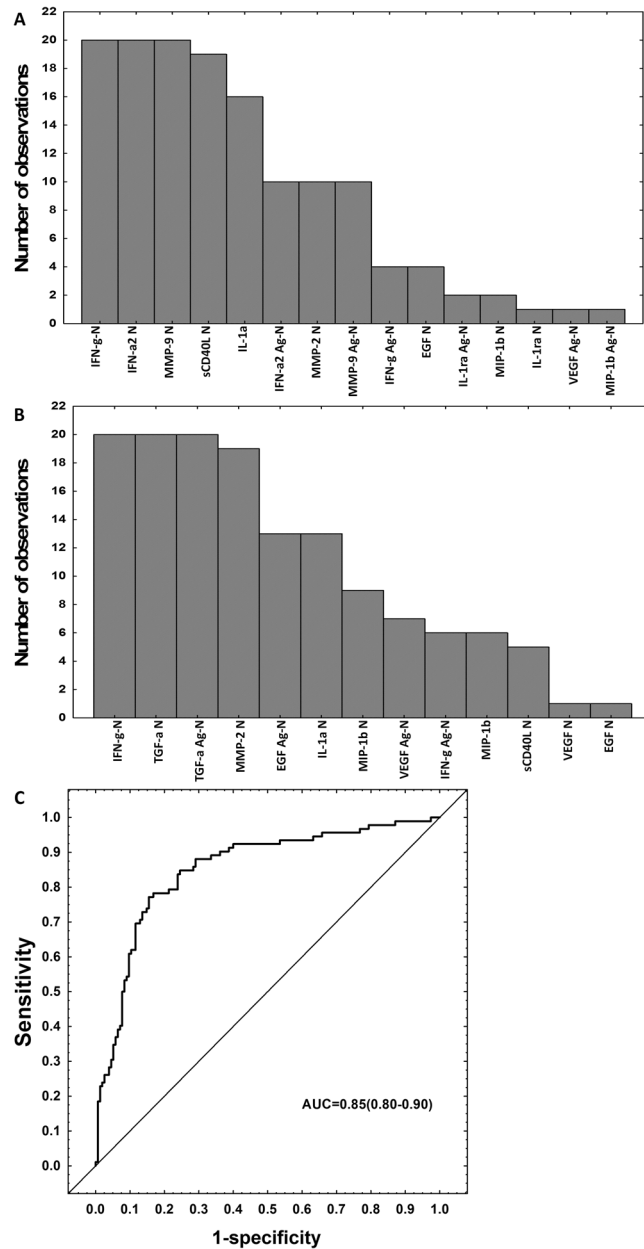 A
Number of observations
22
20
18
16
14
12
10
8
6
4
2
0
IFN-g-N
IFN-a2 N
MMP-9 N
sCD40L N
IL-1a
IFN-a2 Ag-N
MMP-2 N
MMP-9 Ag-N
IFN-g Ag-N
EGF N
IL-1ra Ag-N
MIP-1b N
IL-1ra N
VEGF Ag-N
MIP-1b Ag-N
B
Number of observations
22
20
18
16
14
12
10
8
6
4
2
0
IFN-g-N
TGF-a N
TGF-a Ag-N
MMP-2 N
EGF Ag-N
IL-1a N
MIP-1b N
VEGF Ag-N
IFN-g Ag-N
MIP-1b
sCD40L N
VEGF N
EGF N
C
Sensitivity
1.0
0.9
0.8
0.7
0.6
0.5
0.4
0.3
0.2
0.1
0.0
AUC=0.85(0.80-0.90)
0.0 0.1 0.2 0.3 0.4 0.5 0.6 0.7 0.8 0.9 1.0
1-specificity